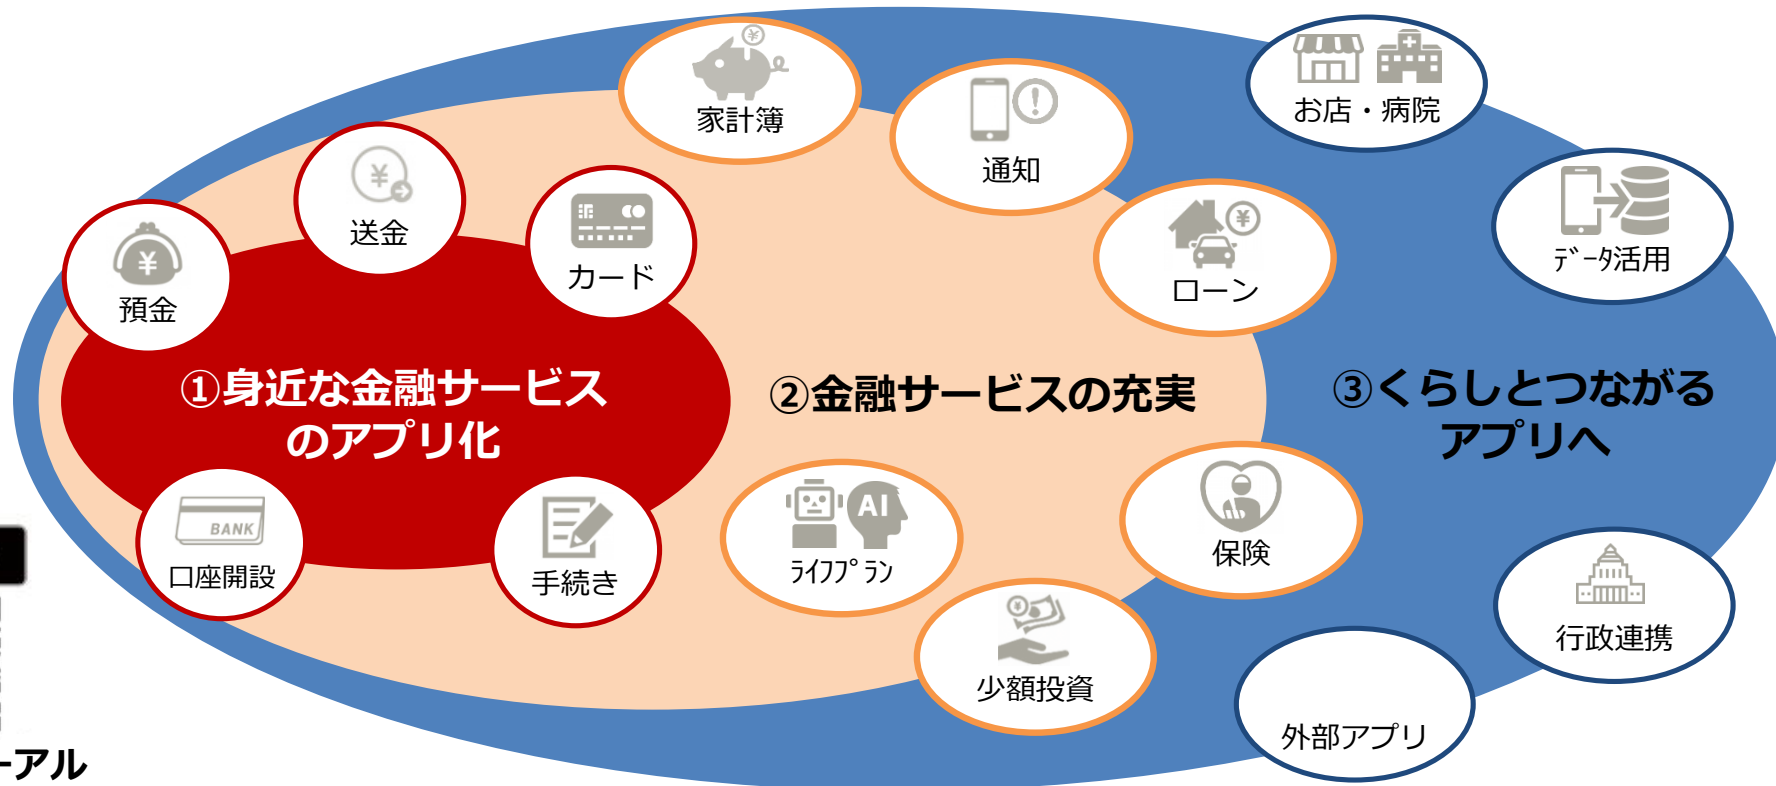 家計簿
お店・病院
通知
送金
データ活用
カード
ローン
預金
¥
BANK
AI
①身近な金融サービス
のアプリ化
②金融サービスの充実
③くらしとつながる
アプリへ
口座開設
手続き
ライフプラン
保険
少額投資
行政連携
外部アプリ
ーアル